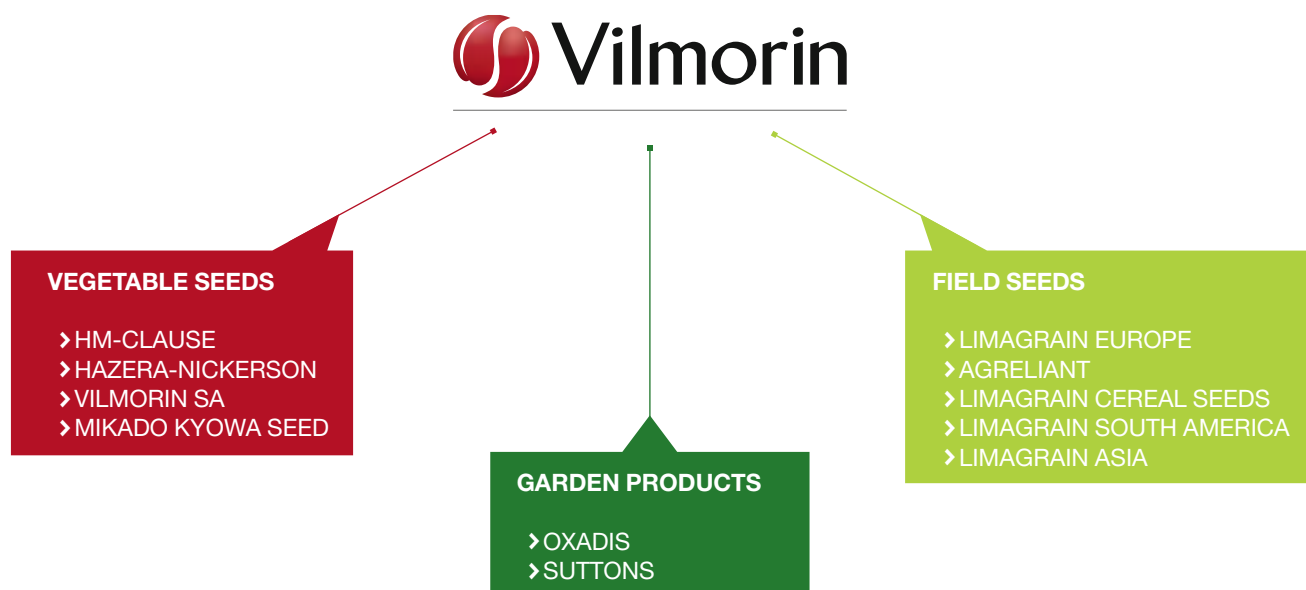 Vilmorin
VEGETABLE SEEDS
HM-CLAUSE
HAZERA-NICKERSON
VILMORIN SA
MIKADO KYOWA SEED
GARDEN PRODUCTS
OXADIS
SUTTONS
FIELD SEEDS
LIMAGRAIN EUROPE
AGRELIANT
LIMAGRAIN CEREAL SEEDS
LIMAGRAIN SOUTH AMERICA
LIMAGRAIN ASIA